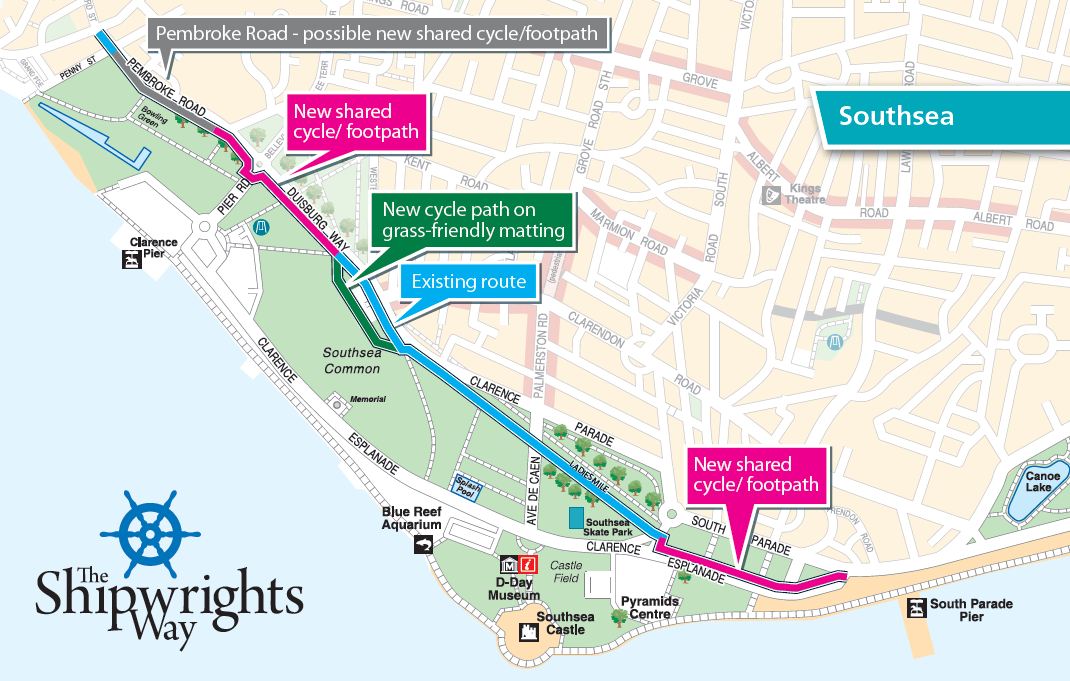 Pembroke Road - possible new shared cycle/footpath
PENNY ST
PEMBROKE ROAD
Bowling
Green
New shared
cycle/ footpath
GROVE
Southsea
KENT
ROAD
GROVE ROAD STH
SOUTH
ALBERT
ROAD
Kings
Theatre
ALBERT ROAD
PIER RD
DUISBURG WAY
New cycle path on
grass-friendly matting
MARMION ROAD
Clarence
Pier
Existing route
VICTORIA
ROAD
CLARENDON
ROAD
PALMERSTON RD
Southsea
Common
CLARENCE
ESPLANADE
Memorial
CLARENCE
PARADE
LADIES MILE
AVE DE CAEN
New shared
cycle/ footpath
Canoe
Lake
Splash
Pool
Blue Reef
Aquarium
Southsea
Skate Park
SOUTH
PARADE
ROAD
CLARENCE
ESPLANADE
Castle
Field
D-Day
Museum
Pyramids
Centre
Southsea
Castle
South Parade
Pier
The
Shipwrights
Way